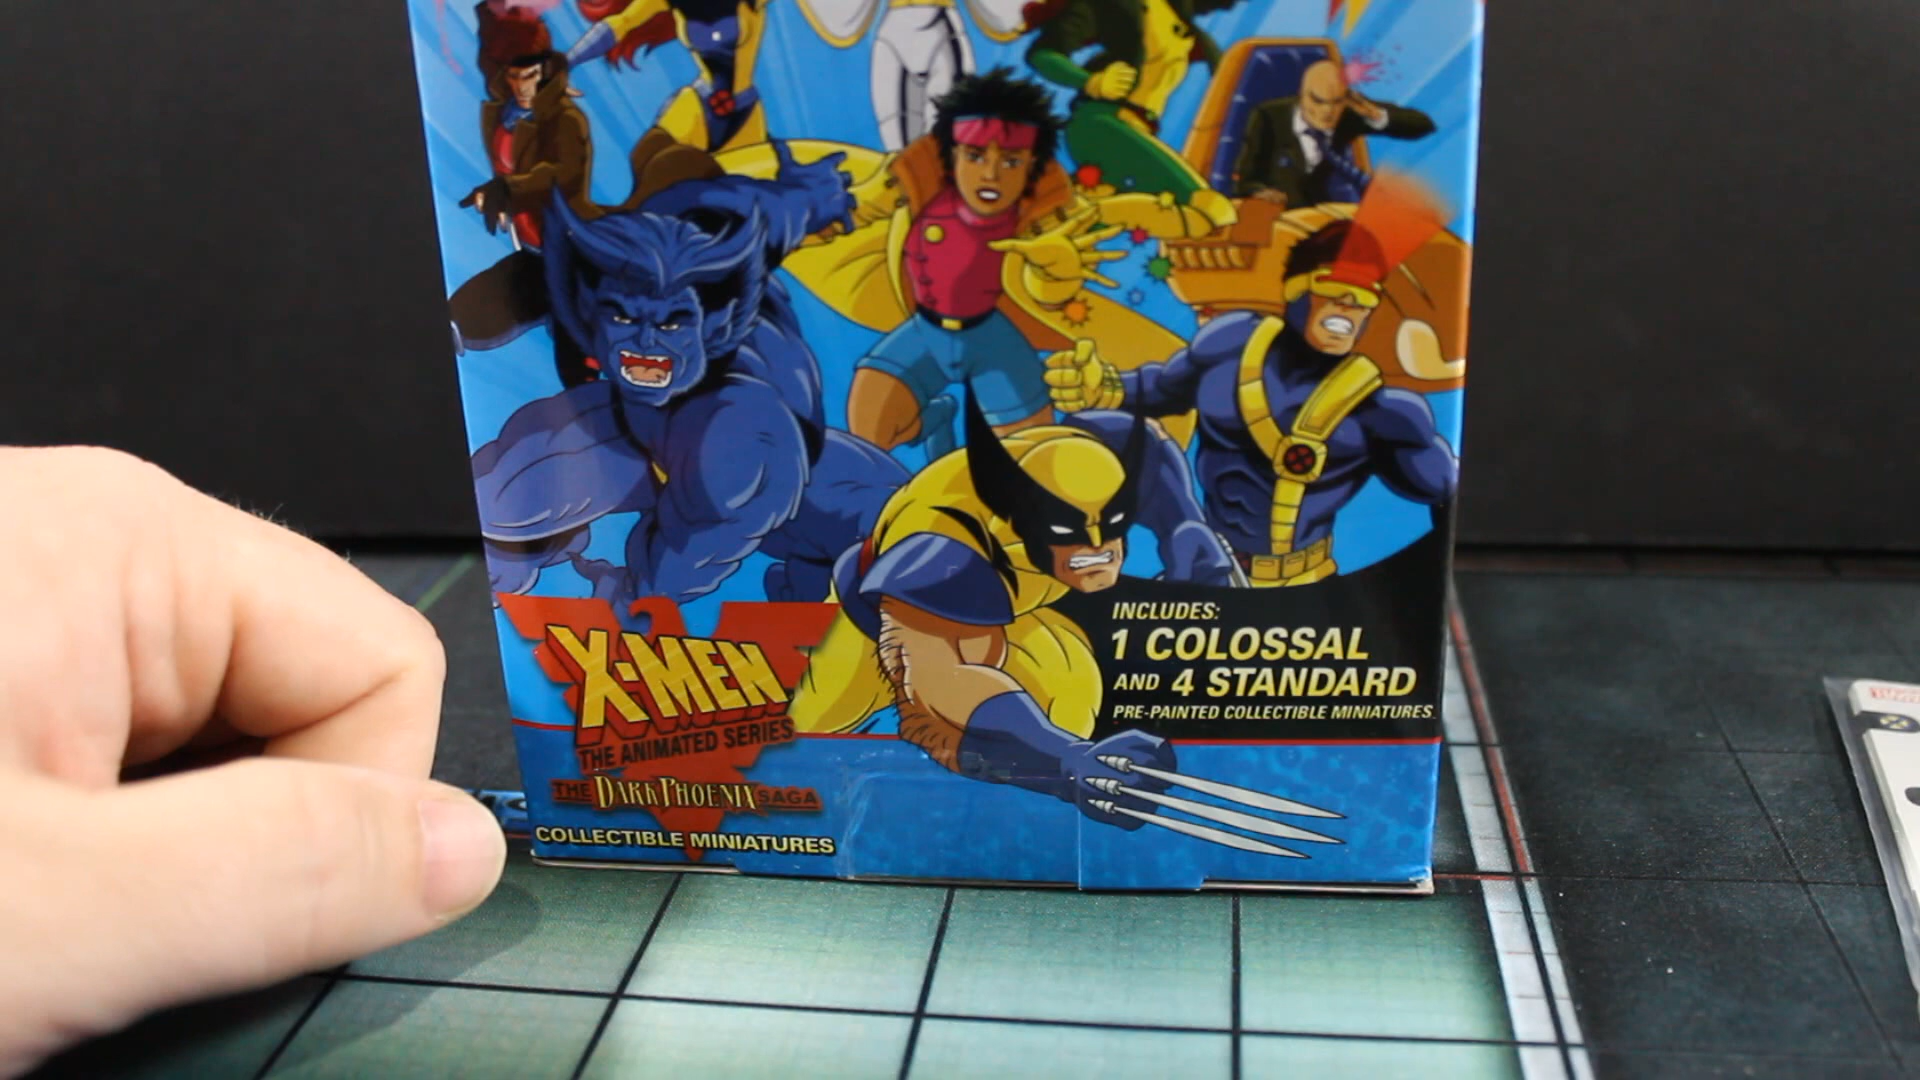 X-MEN
THE ANIMATED SERIES
THE DARK PHOENIX SAGA
COLLECTIBLE MINIATURES
INCLUDES:
1 COLOSSAL
AND 4 STANDARD
PRE-PAINTED COLLECTIBLE MINIATURES